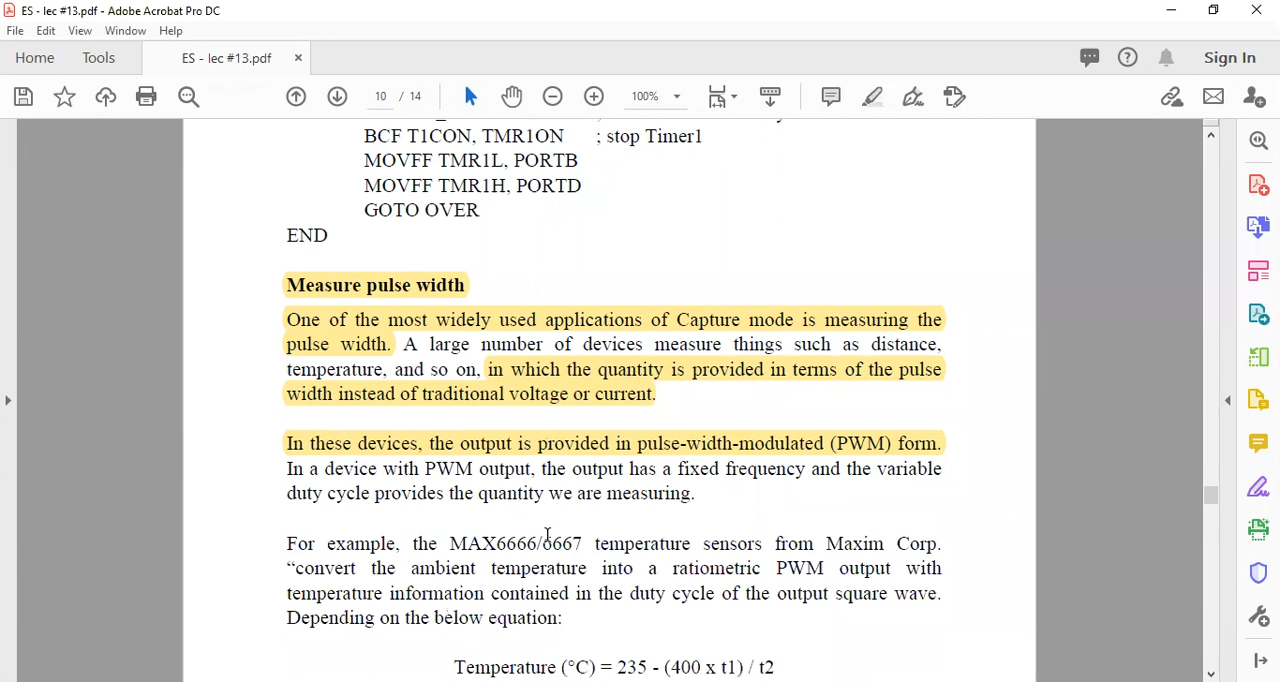 ES - lec #13.pdf - Adobe Acrobat Pro DC
File Edit View Window Help
Home Tools ES - lec #13.pdf × Sign In
10 / 14 100%
BCF T1CON, TMR1ON ; stop Timer1
MOVFF TMR1L, PORTB
MOVFF TMR1H, PORTD
GOTO OVER
END
Measure pulse width
One of the most widely used applications of Capture mode is measuring the
pulse width. A large number of devices measure things such as distance,
temperature, and so on, in which the quantity is provided in terms of the pulse
width instead of traditional voltage or current.
In these devices, the output is provided in pulse-width-modulated (PWM) form.
In a device with PWM output, the output has a fixed frequency and the variable
duty cycle provides the quantity we are measuring.
For example, the MAX6666/6667 temperature sensors from Maxim Corp.
“convert the ambient temperature into a ratiometric PWM output with
temperature information contained in the duty cycle of the output square wave.
Depending on the below equation:
Temperature (°C) = 235 - (400 x t1) / t2